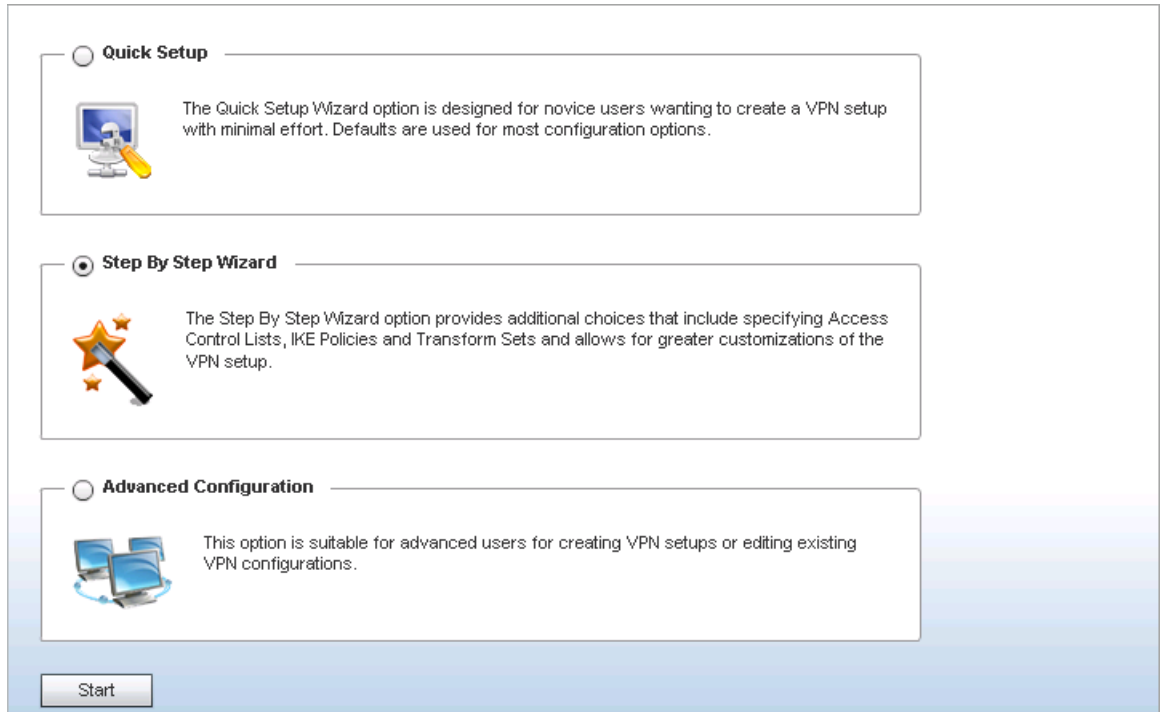 Quick Setup
The Quick Setup Wizard option is designed for novice users wanting to create a VPN setup
with minimal effort. Defaults are used for most configuration options.
Step By Step Wizard
The Step By Step Wizard option provides additional choices that include specifying Access
Control Lists, IKE Policies and Transform Sets and allows for greater customizations of the
VPN setup.
Advanced Configuration
This option is suitable for advanced users for creating VPN setups or editing existing
VPN configurations.
Start